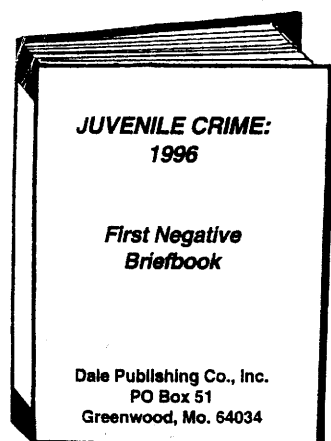 JUVENILE CRIME:
1996
First Negative
Briefbook
Dale Publishing Co., Inc.
PO Box 51
Greenwood, Mo. 64034